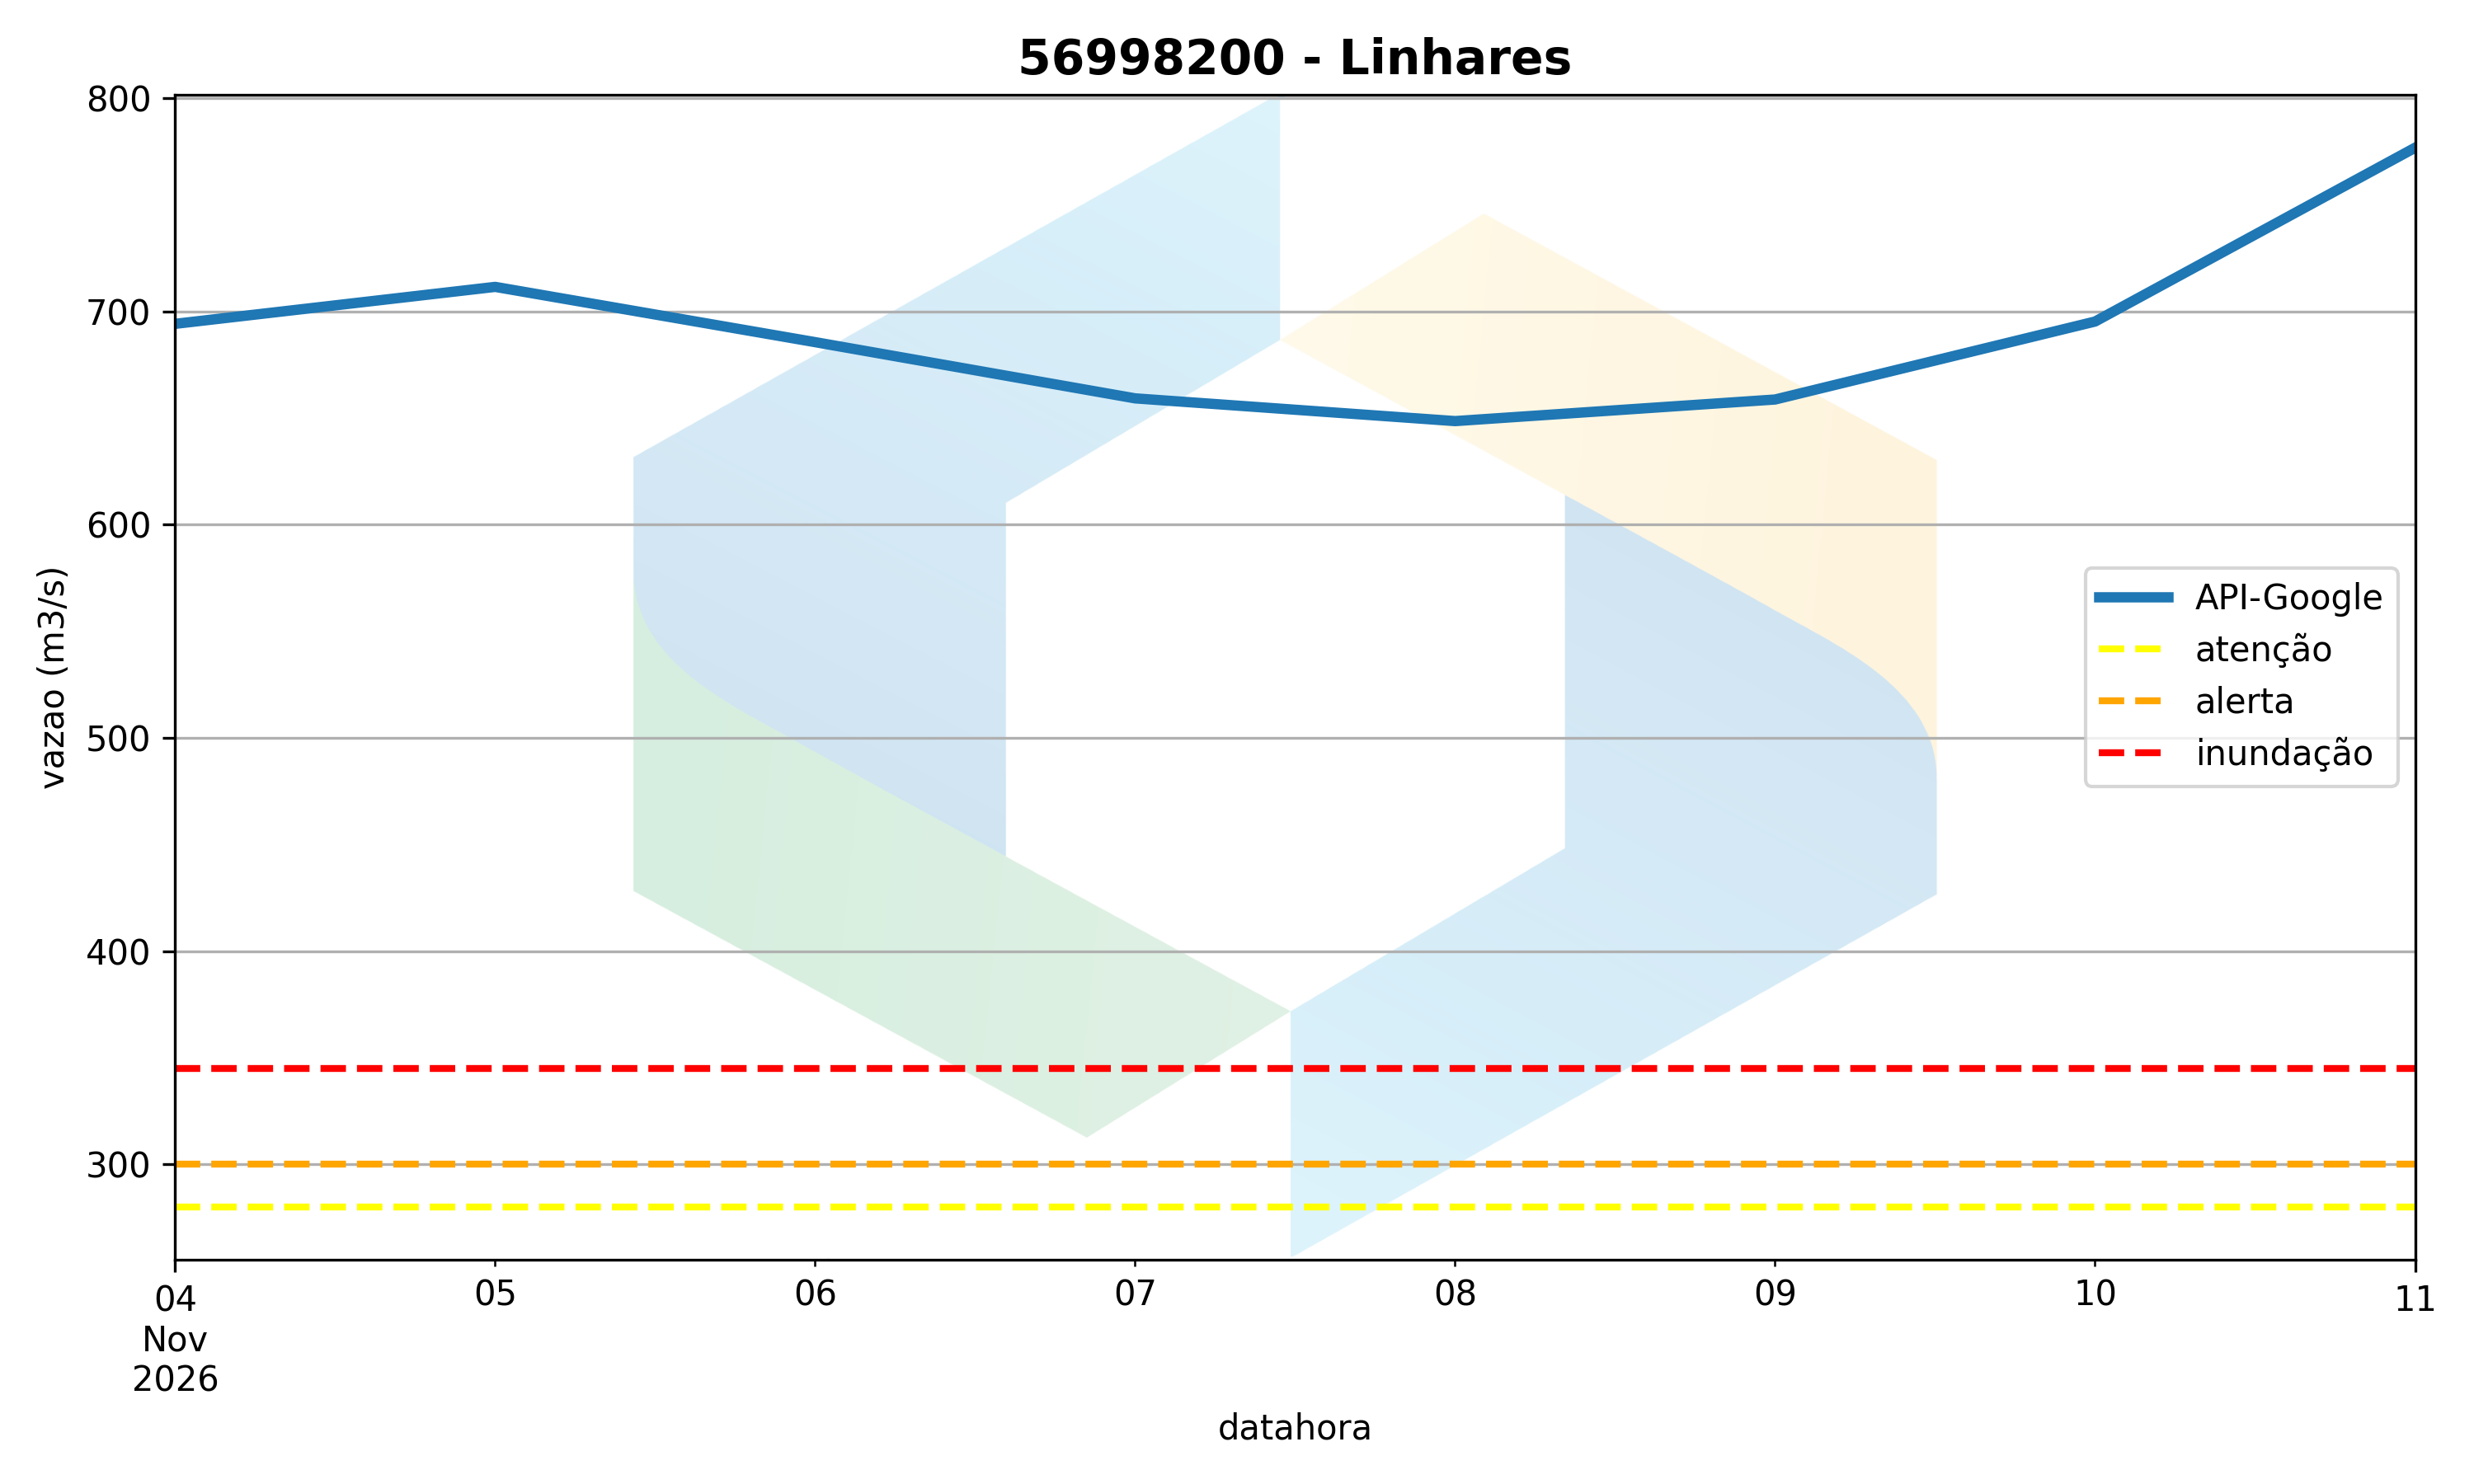 56998200 - Linhares
800
700
600
500
400
300
vazao (m3/s)
API-Google
atenção
alerta
inundação
04
Nov
2026
05
06
07
08
09
10
11
datahora